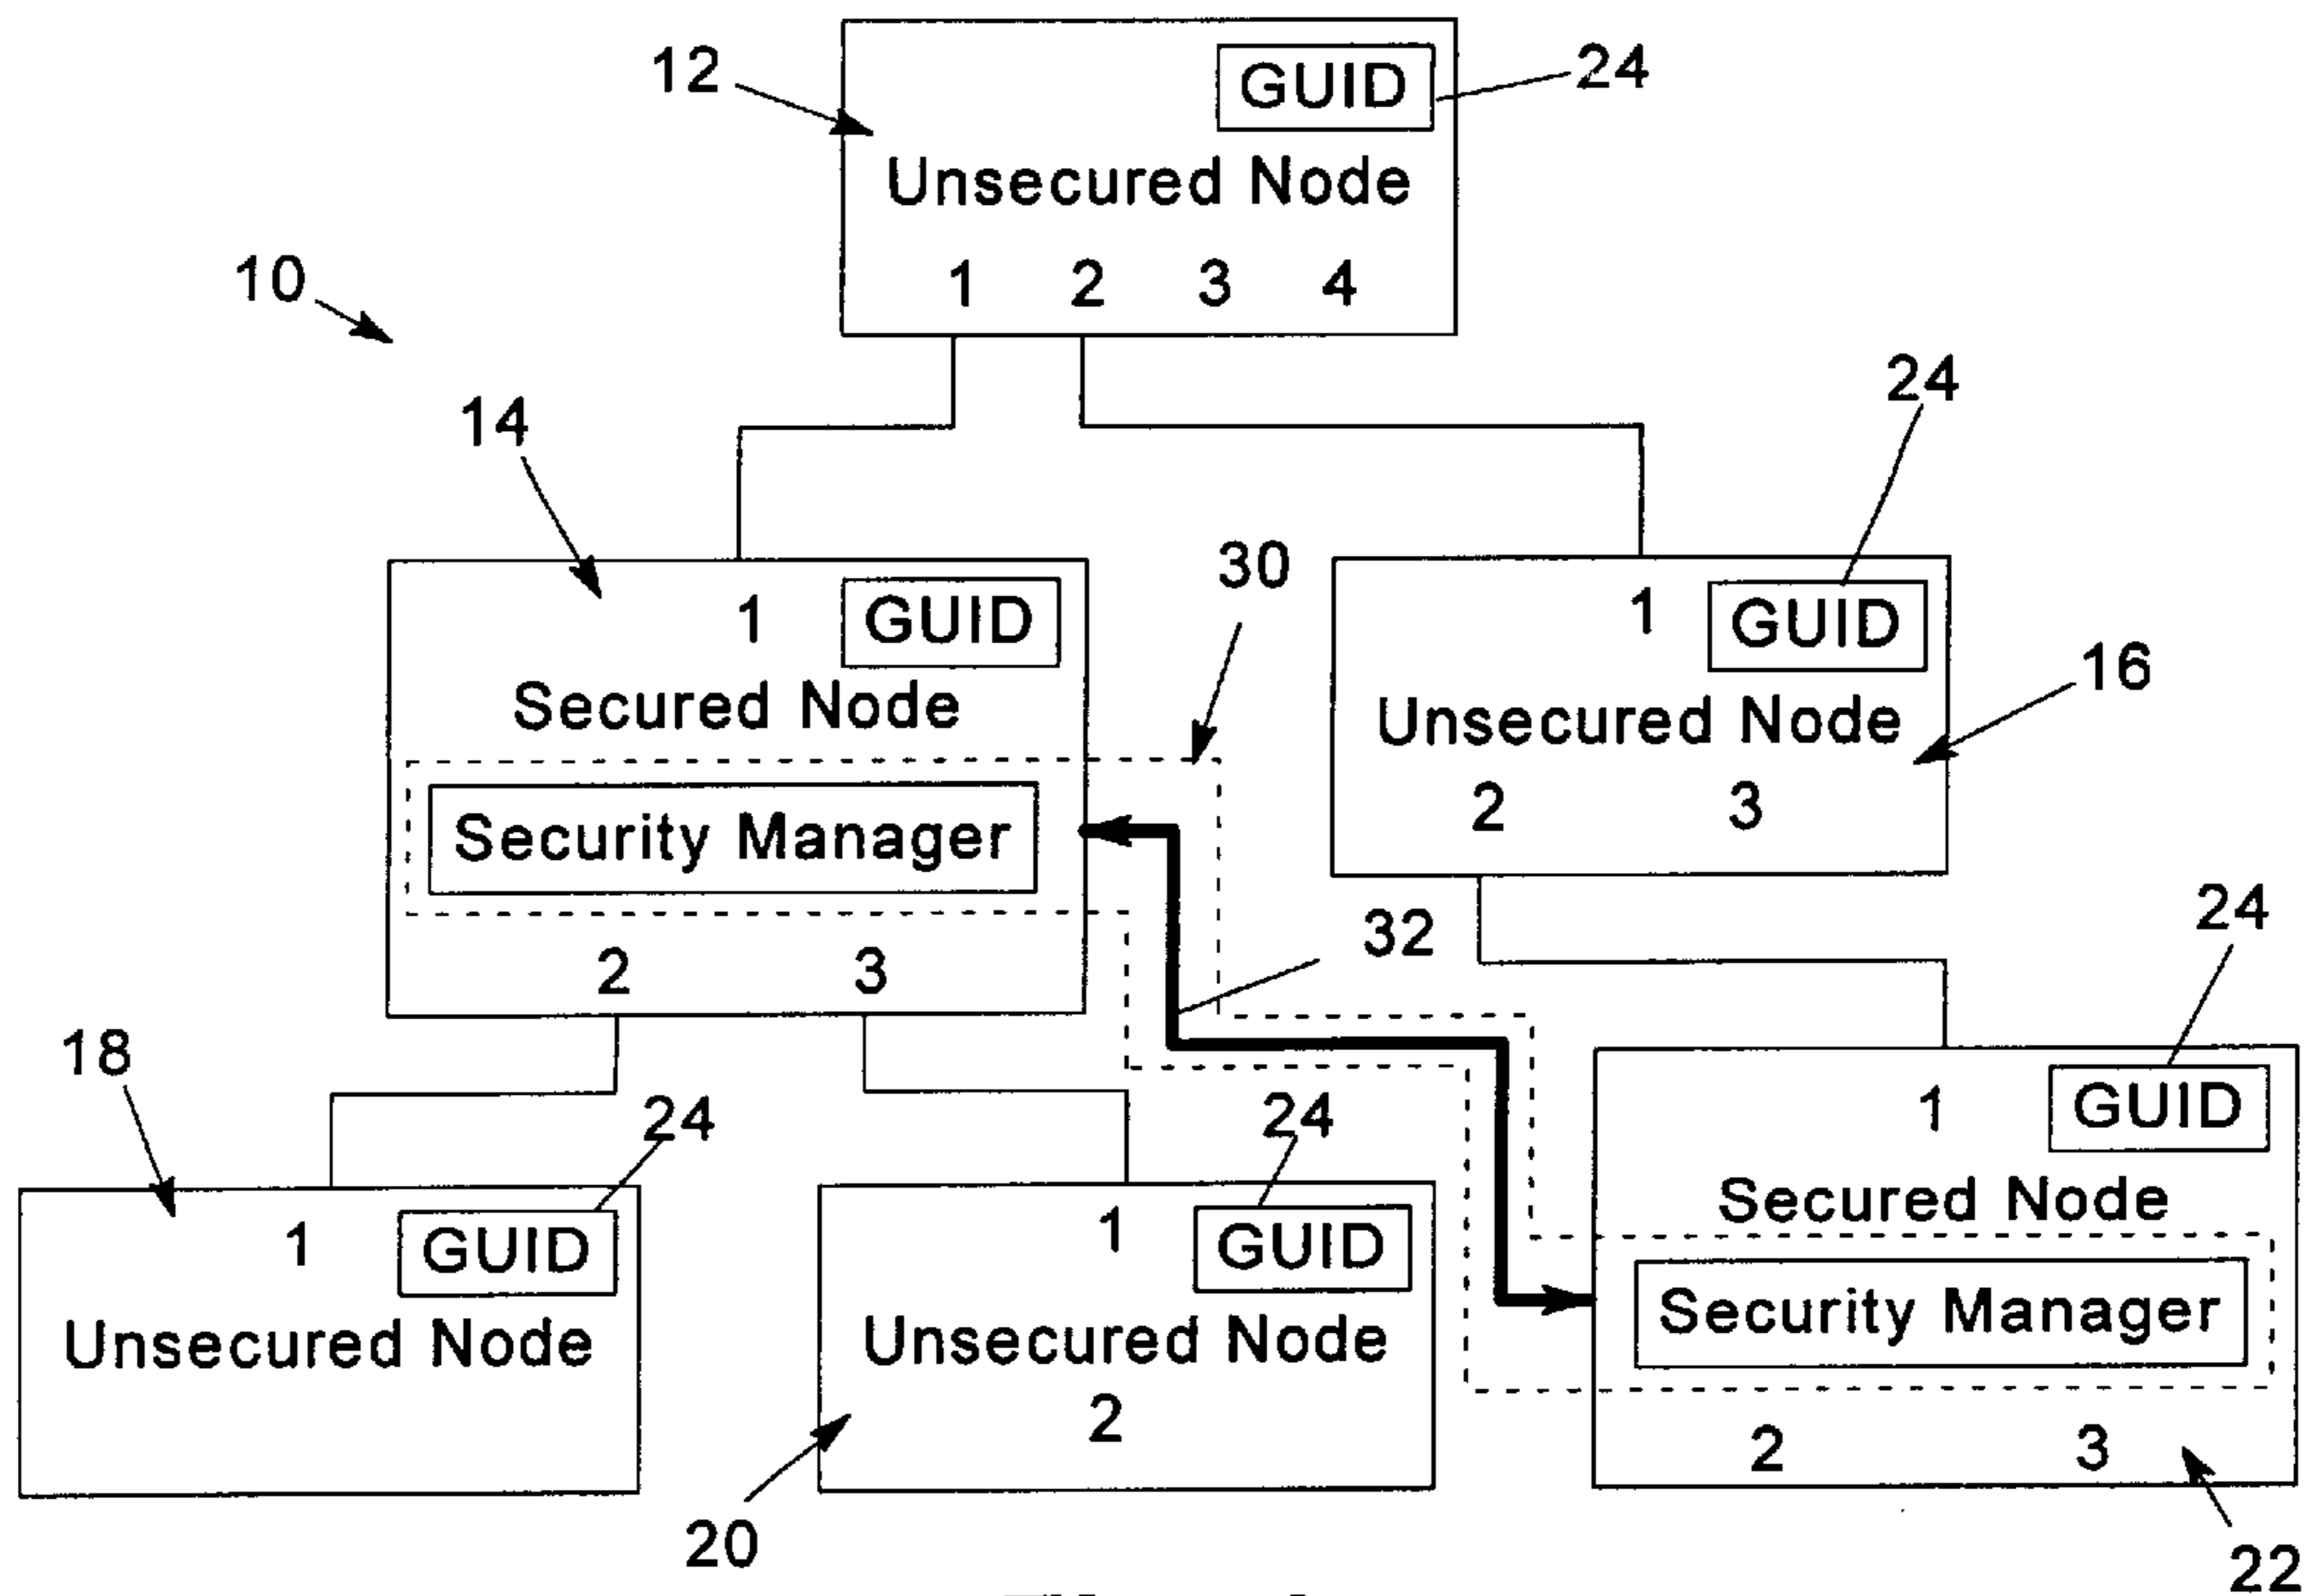 12
GUID
24
Unsecured Node
1 2 3 4
10
14
24
30
1
GUID
Secured Node
Security Manager
2 3
1
GUID
16
Unsecured Node
2 3
32
24
18
24
1
GUID
Unsecured Node
24
1
GUID
Unsecured Node
2
20
1
GUID
Secured Node
Security Manager
2 3
22